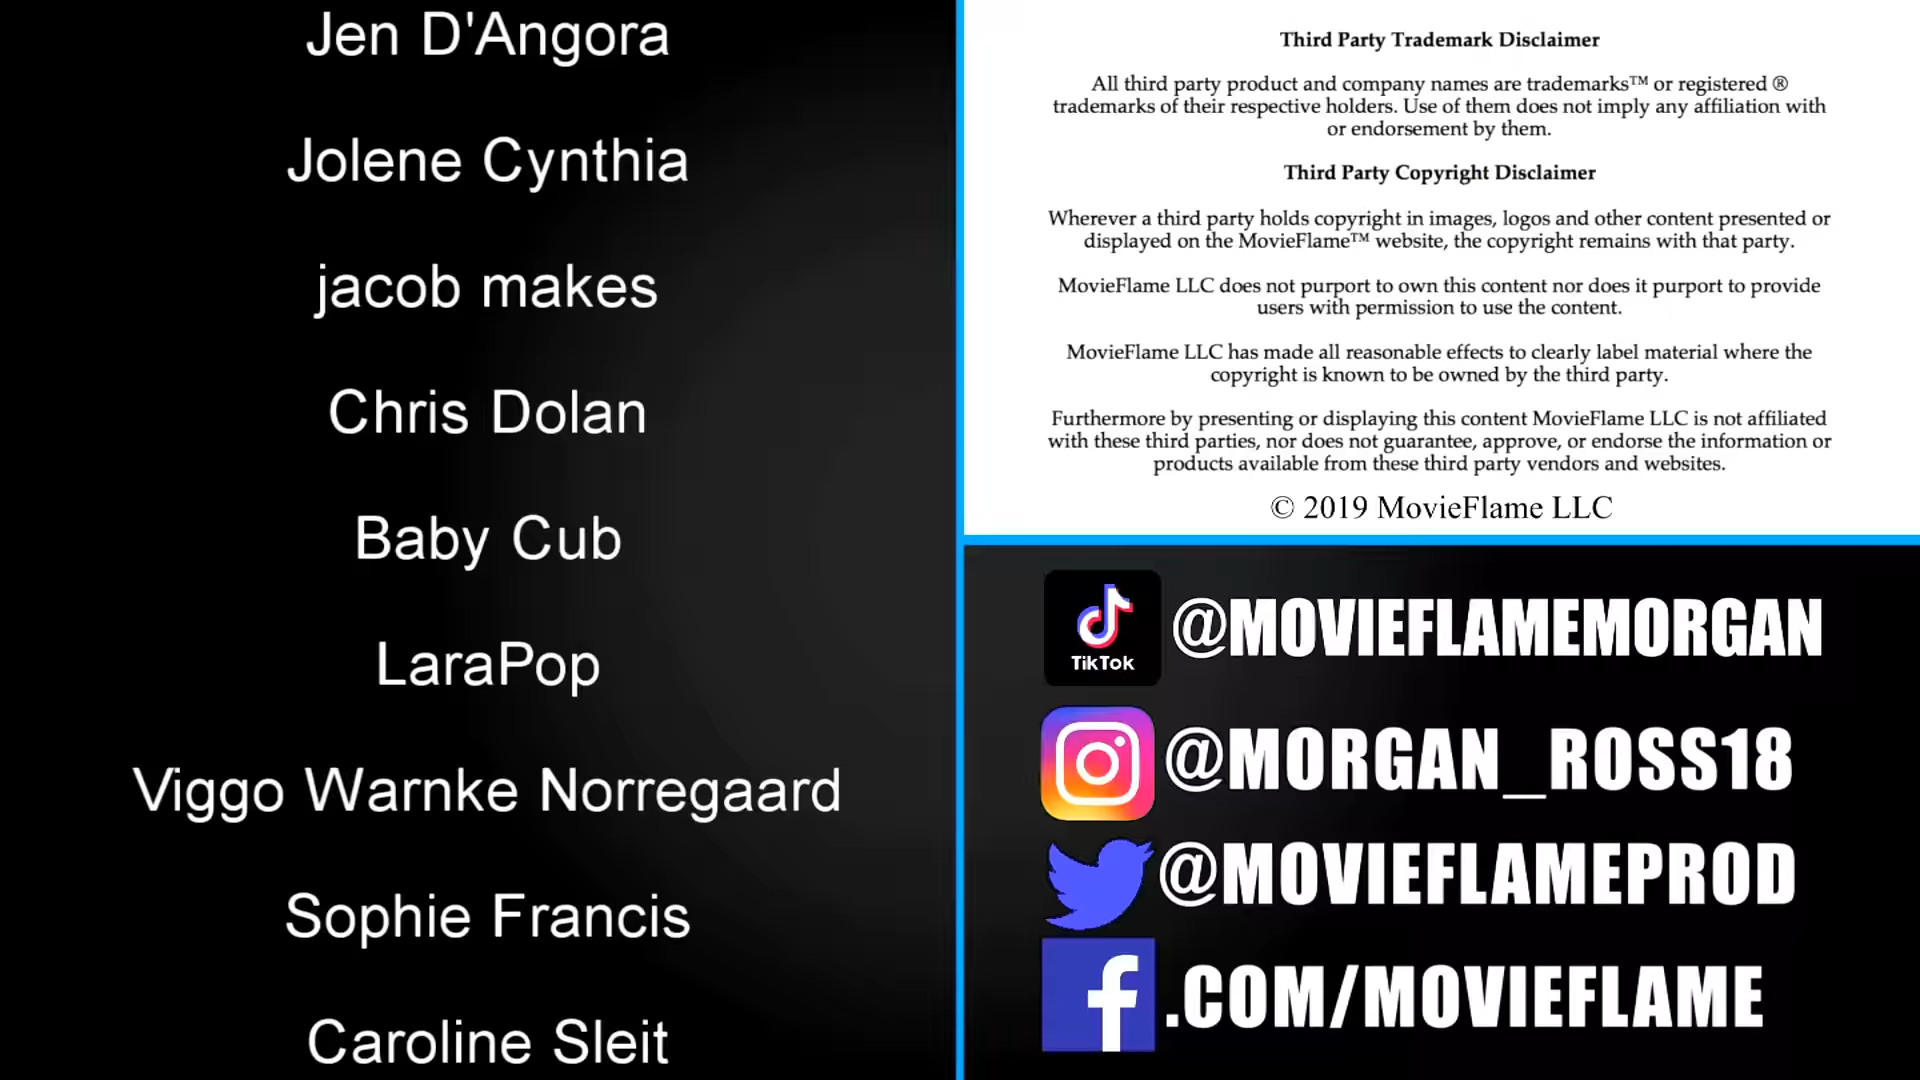 Jen D'Angora
Jolene Cynthia
jacob makes
Chris Dolan
Baby Cub
LaraPop
Viggo Warnke Norregaard
Sophie Francis
Caroline Sleit
Third Party Trademark Disclaimer
All third party product and company names are trademarks™ or registered ®
trademarks of their respective holders. Use of them does not imply any affiliation with
or endorsement by them.
Third Party Copyright Disclaimer
Wherever a third party holds copyright in images, logos and other content presented or
displayed on the MovieFlame™ website, the copyright remains with that party.
MovieFlame LLC does not purport to own this content nor does it purport to provide
users with permission to use the content.
MovieFlame LLC has made all reasonable effects to clearly label material where the
copyright is known to be owned by the third party.
Furthermore by presenting or displaying this content MovieFlame LLC is not affiliated
with these third parties, nor does not guarantee, approve, or endorse the information or
products available from these third party vendors and websites.
© 2019 MovieFlame LLC
TikTok
@MOVIEFLAMEMORGAN
@MORGAN_ROSS18
@MOVIEFLAMEPROD
f
.COM/MOVIEFLAME